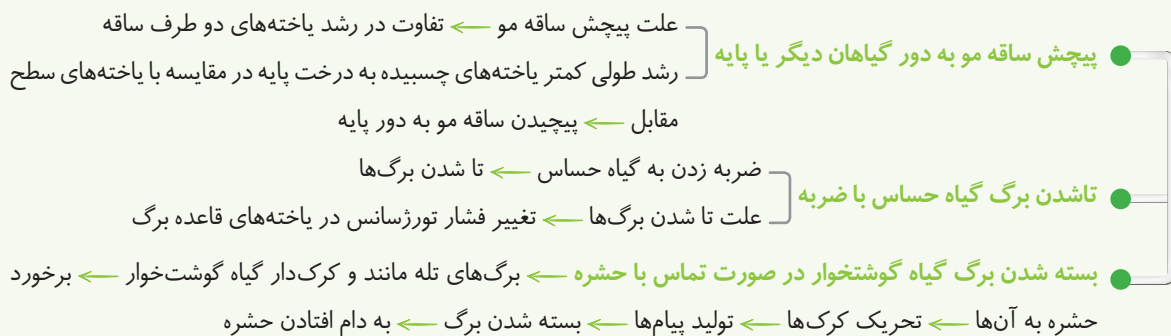 علت پیچش ساقه مو ← تفاوت در رشد یاخته‌های دو طرف ساقه
پیچش ساقه مو به دور گیاهان دیگر یا پایه
رشد طولی کمتر یاخته‌های چسبیده به درخت پایه در مقایسه با یاخته‌های سطح
مقابل ← پیچیدن ساقه مو به دور پایه
ضربه زدن به گیاه حساس ← تا شدن برگ‌ها
تاشدن برگ گیاه حساس با ضربه
علت تا شدن برگ‌ها ← تغییر فشار تورژسانس در یاخته‌های قاعده برگ
بسته شدن برگ گیاه گوشتخوار در صورت تماس با حشره ← برگ‌های تله مانند و کرک‌دار گیاه گوشت‌خوار ← برخورد
حشره به آن‌ها ← تحریک کرک‌ها ← تولید پیام‌ها ← بسته شدن برگ ← به دام افتادن حشره